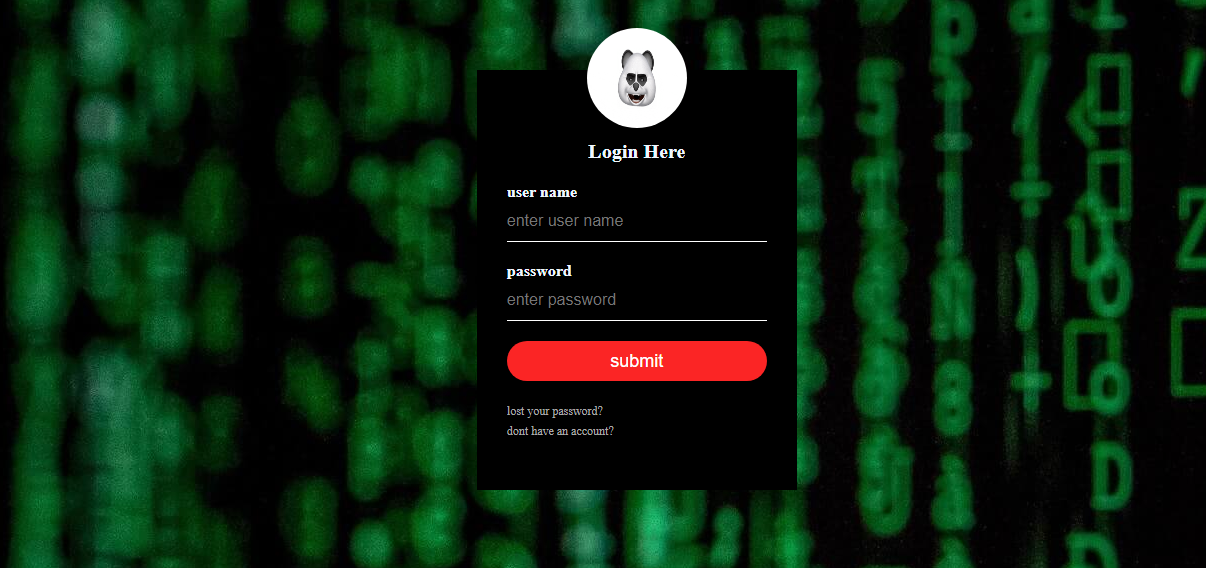 Login Here
user name
enter user name
password
enter password
submit
lost your password?
dont have an account?